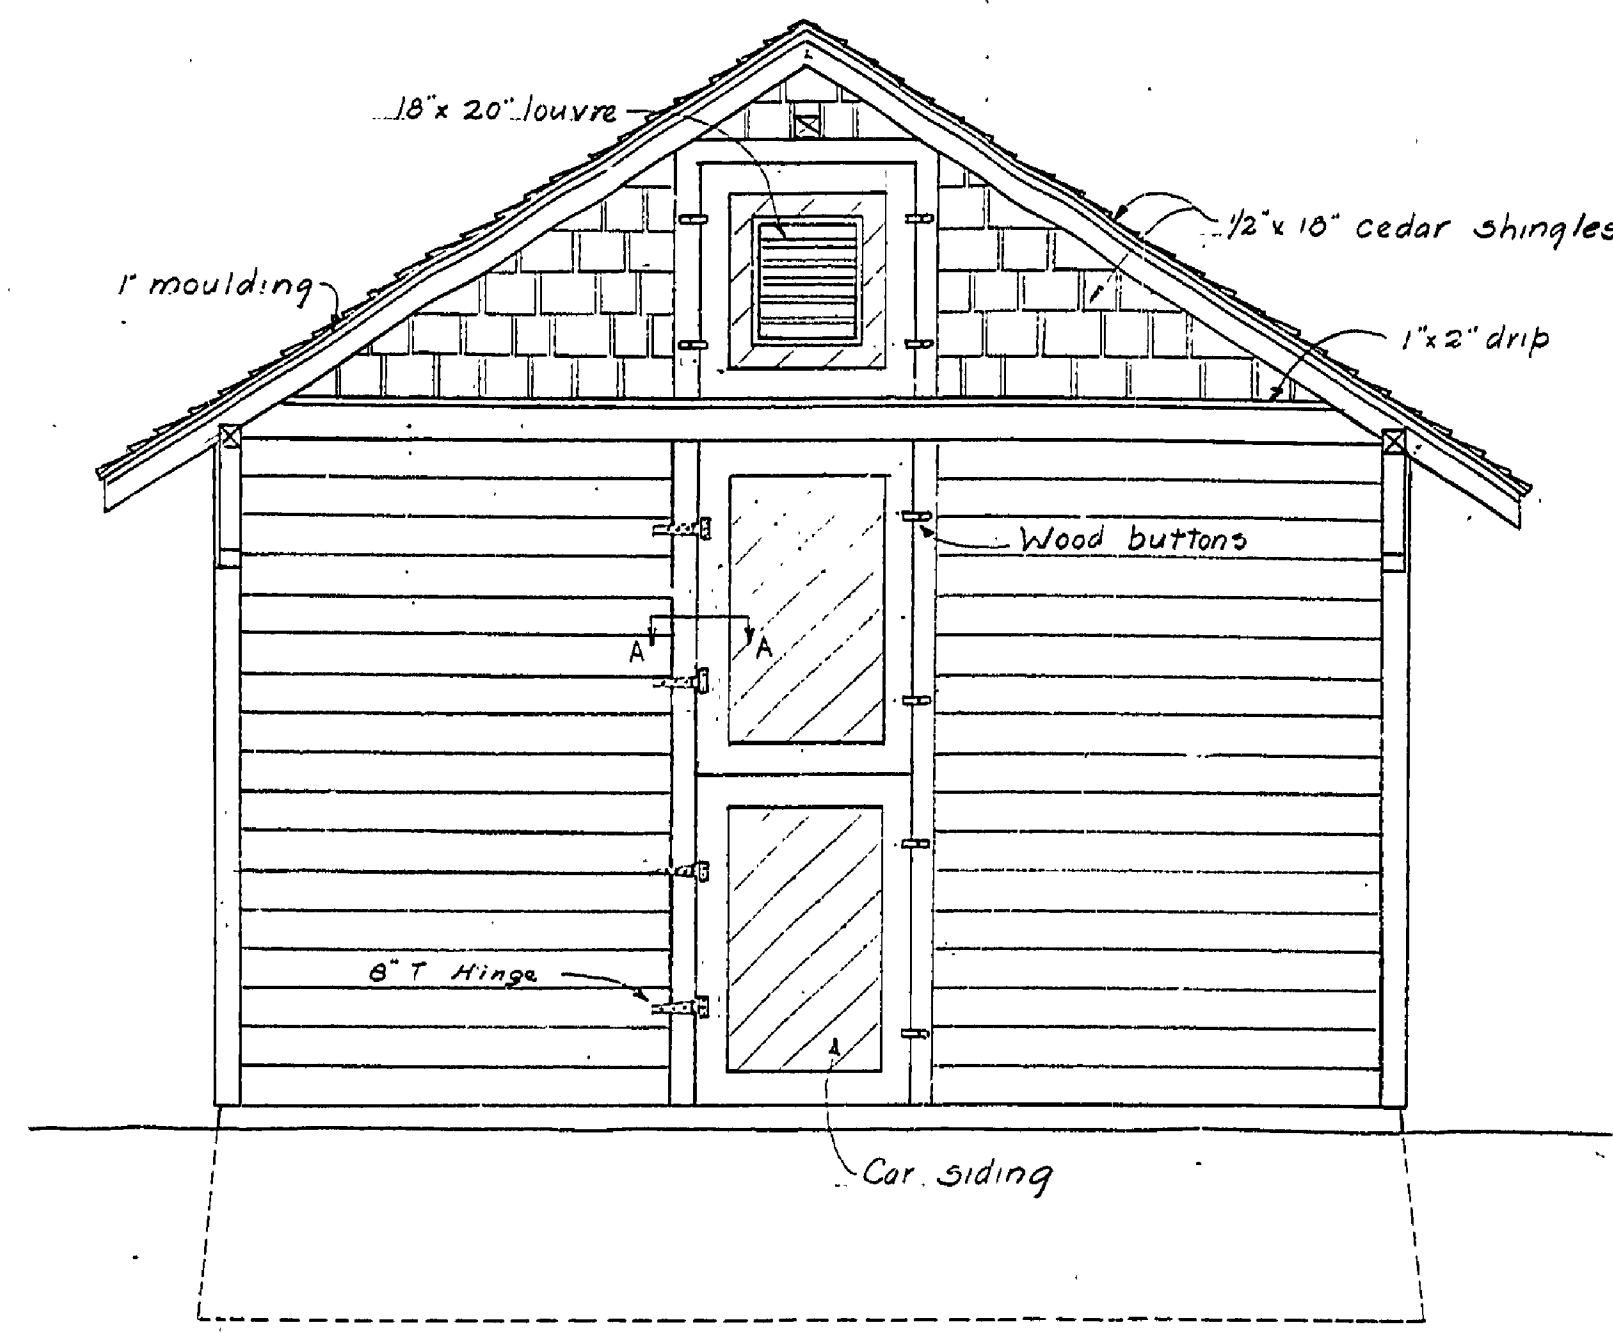 18" x 20" louvre
1/2" x 18" cedar shingles
1" moulding
1" x 2" drip
Wood buttons
A A
8" T Hinge
Car siding